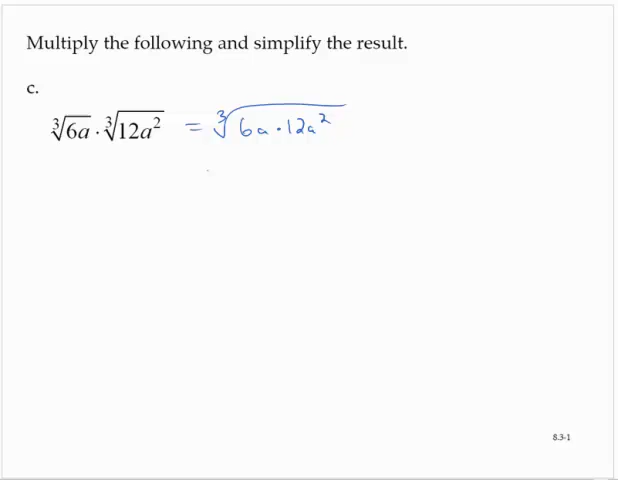 Multiply the following and simplify the result.
c.
∛6a · ∛12a² = ∛6a · 12a²
8.3-1